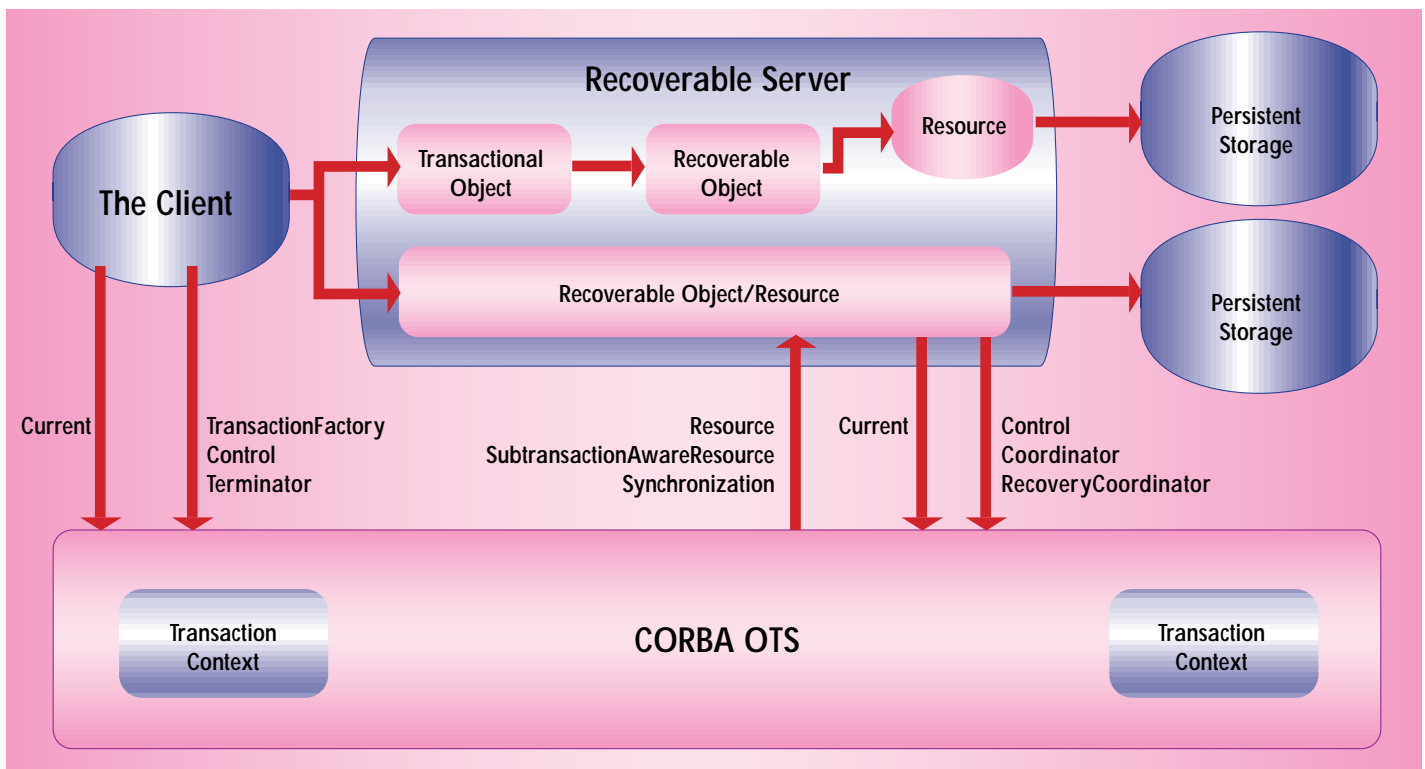 Recoverable Server
The Client
Transactional
Object
Recoverable
Object
Resource
Persistent
Storage
Recoverable Object/Resource
Persistent
Storage
Current
TransactionFactory
Control
Terminator
Resource
SubtransactionAwareResource
Synchronization
Current
Control
Coordinator
RecoveryCoordinator
Transaction
Context
CORBA OTS
Transaction
Context